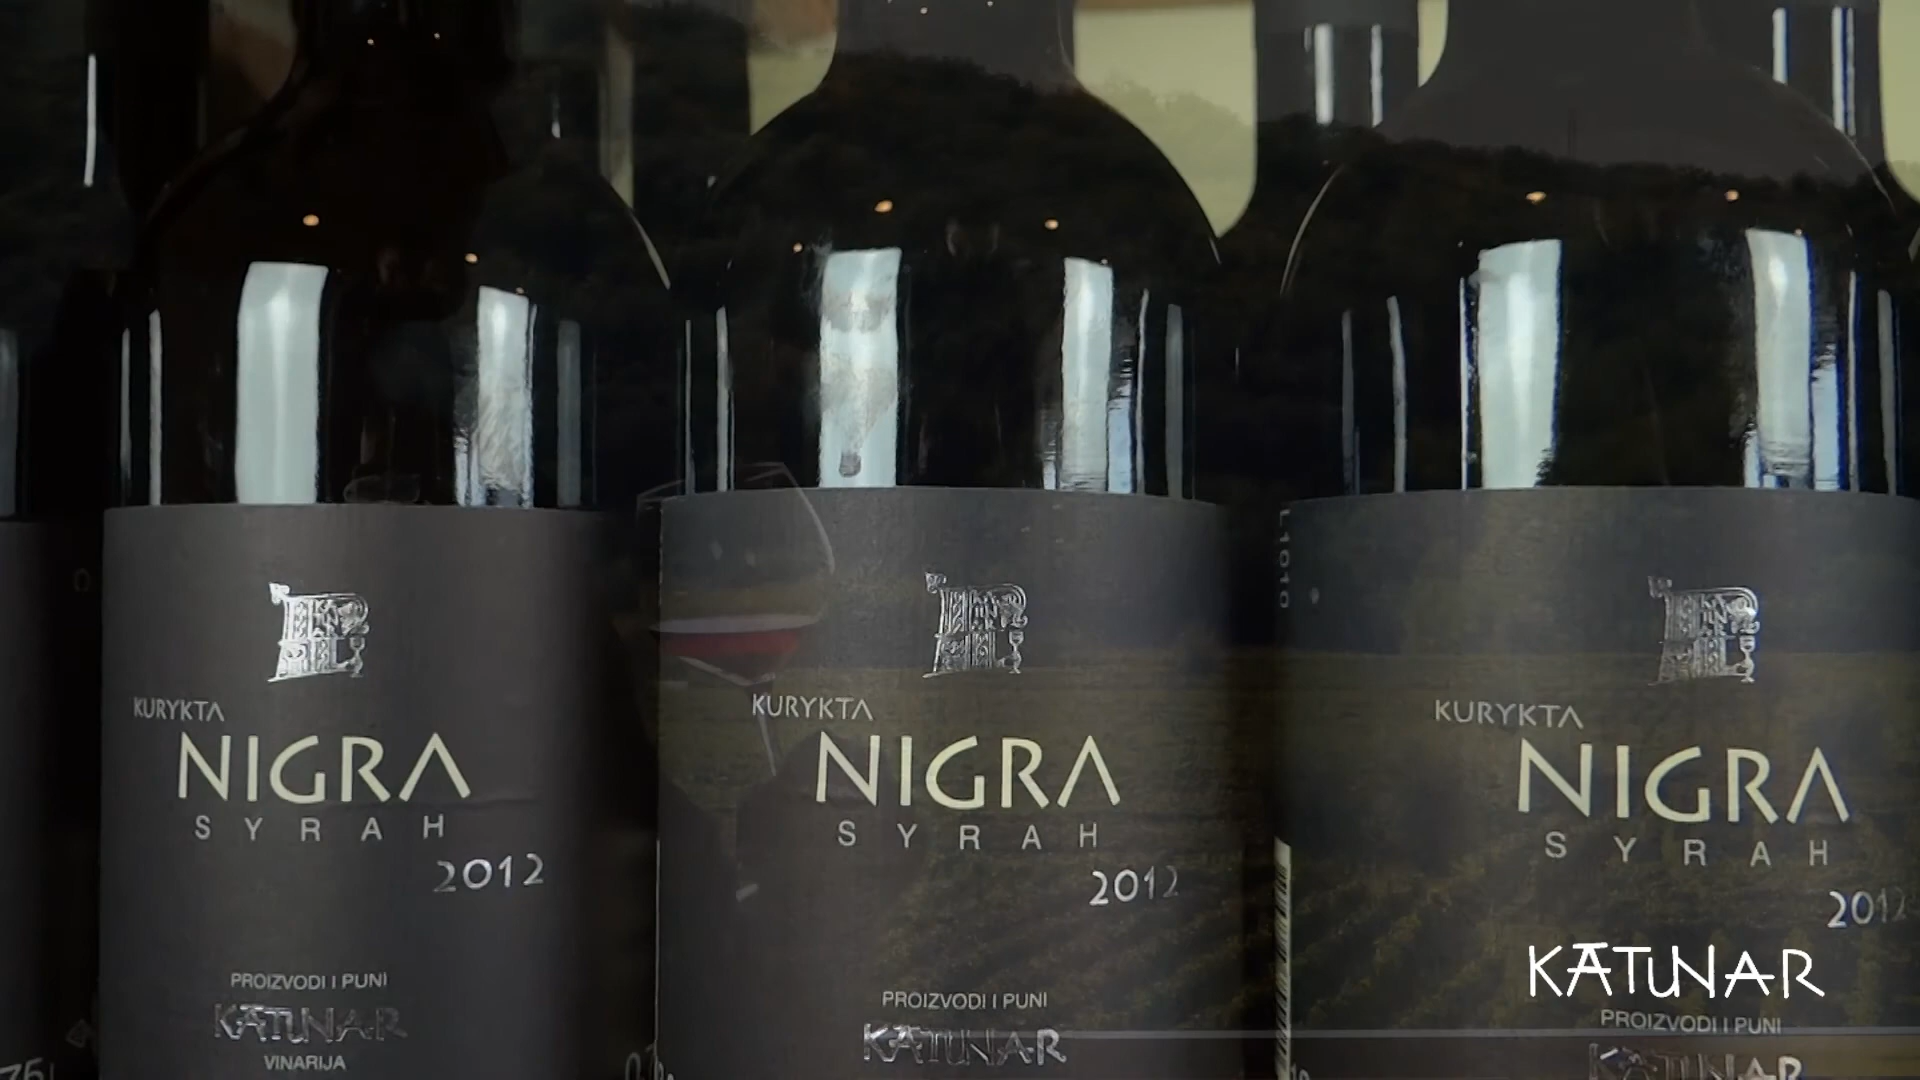 KURYKTA
NIGRA
SYRAH
2012
PROIZVODI I PUNI
KATUNAR
VINARIJA
KURYKTA
NIGRA
SYRAH
2012
PROIZVODI I PUNI
KATUNAR
L1010
KURYKTA
NIGRA
SYRAH
2012
KATUNAR
PROIZVODI I PUNI
KATUNAR